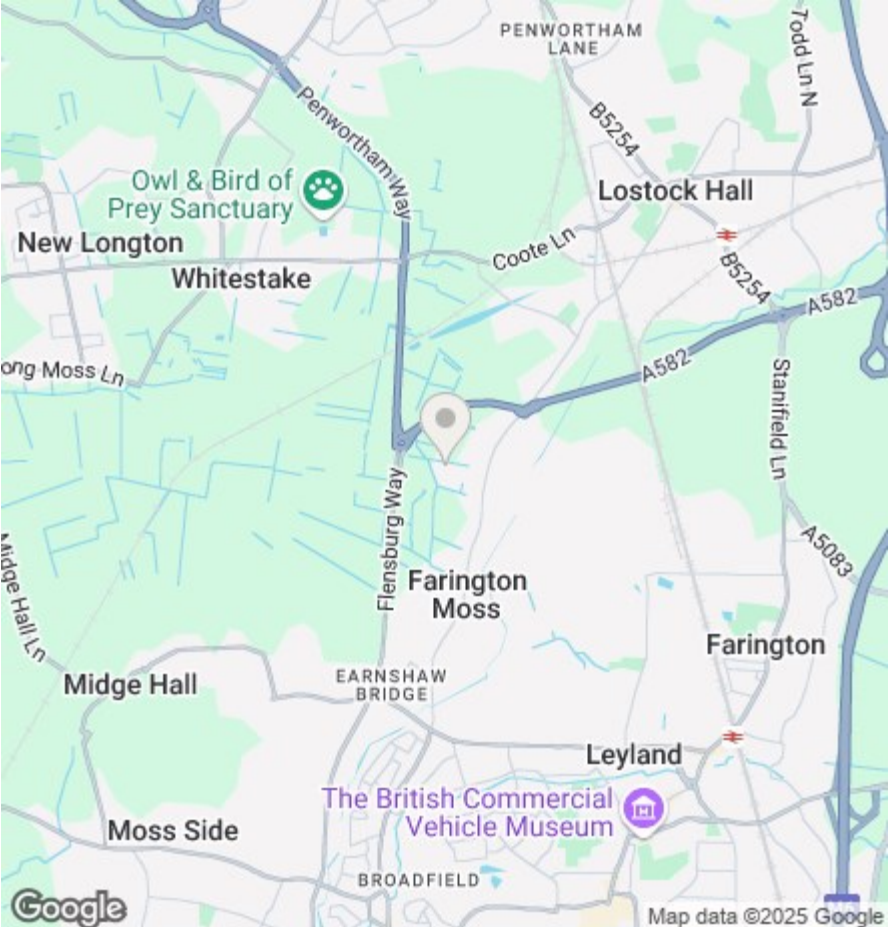 PENWORTHAM
LANE
Todd Ln N
Penwortham Way
B5254
Owl & Bird of
Prey Sanctuary
Lostock Hall
New Longton
Coote Ln
Whitestake
B5254
A582
ong Moss Ln
A582
Stanifield Ln
Flensburg Way
A5083
Midge Hall Ln
Farington
Moss
Farington
EARNSHAW
BRIDGE
Midge Hall
Leyland
The British Commercial
Vehicle Museum
Moss Side
BROADFIELD
M6
Google
Map data ©2025 Google